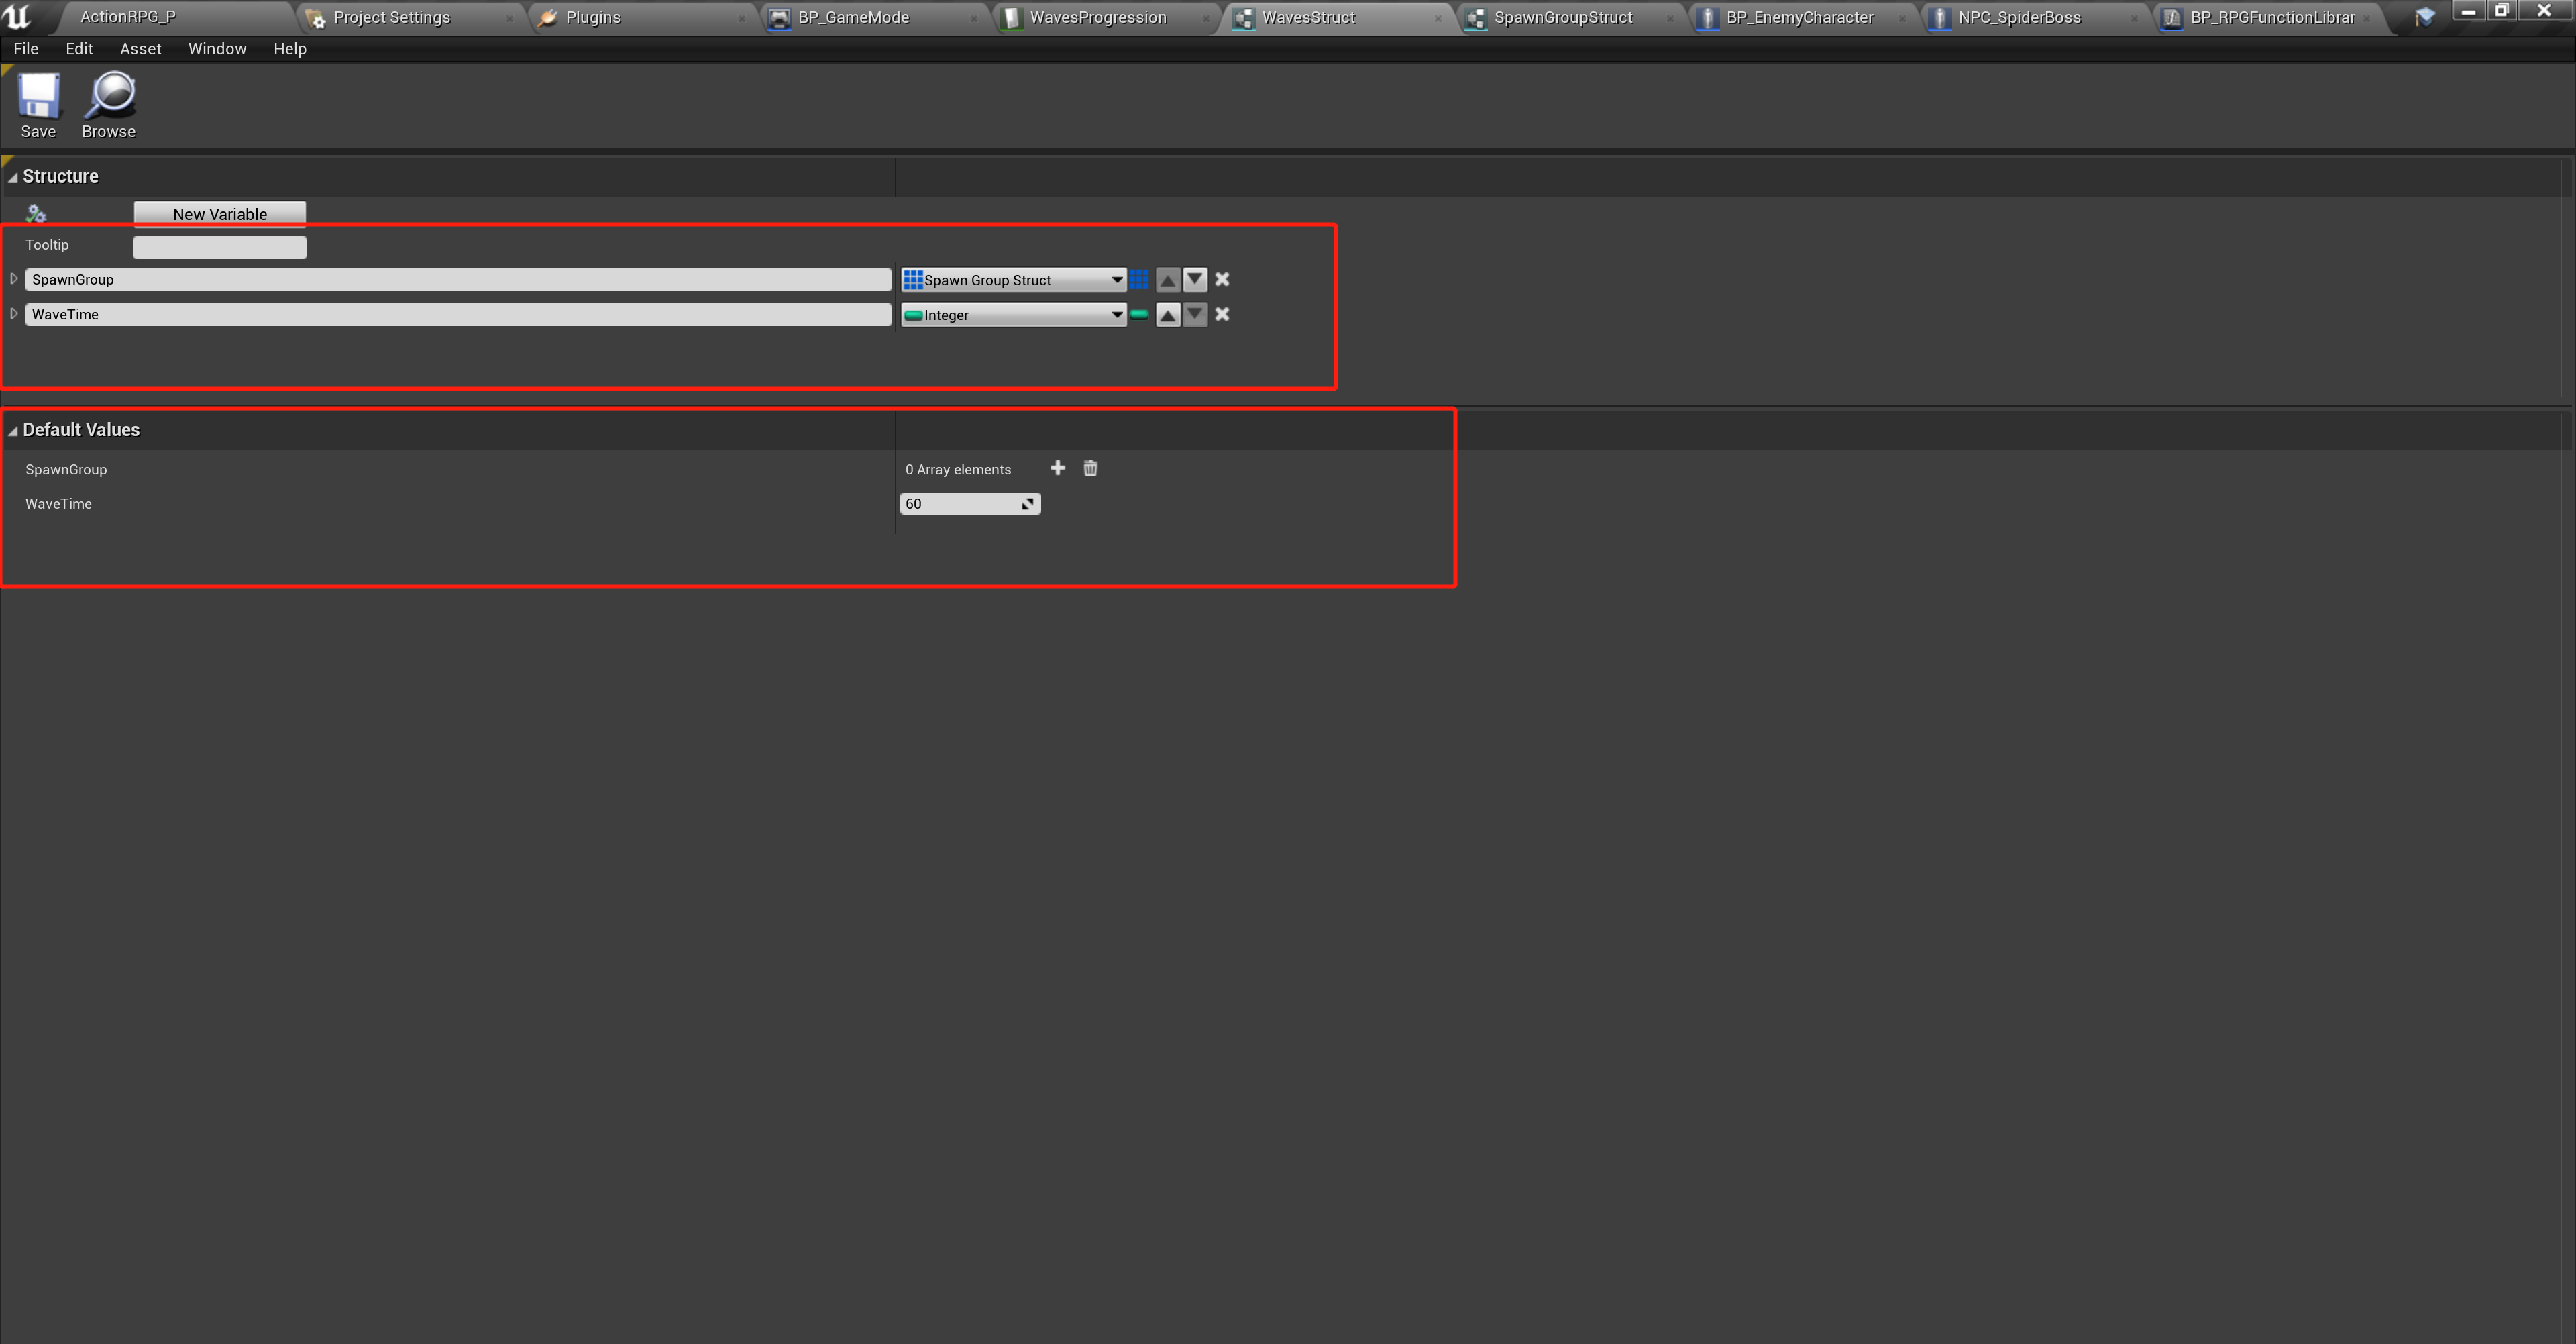 ActionRPG_P Project Settings Plugins BP_GameMode WavesProgression WavesStruct SpawnGroupStruct BP_EnemyCharacter NPC_SpiderBoss BP_RPGFunctionLibrar
File Edit Asset Window Help
Save Browse
Structure
New Variable
Tooltip
SpawnGroup Spawn Group Struct
WaveTime Integer
Default Values
SpawnGroup 0 Array elements
WaveTime 60